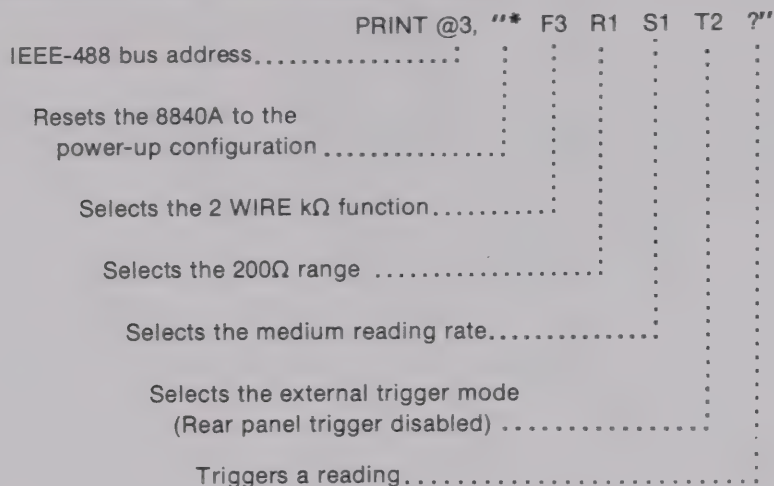 PRINT @3, "* F3 R1 S1 T2 ?"
IEEE-488 bus address..................
Resets the 8840A to the
power-up configuration ...............
Selects the 2 WIRE kΩ function..........
Selects the 200Ω range ...................
Selects the medium reading rate..............
Selects the external trigger mode
(Rear panel trigger disabled) .................
Triggers a reading..............................